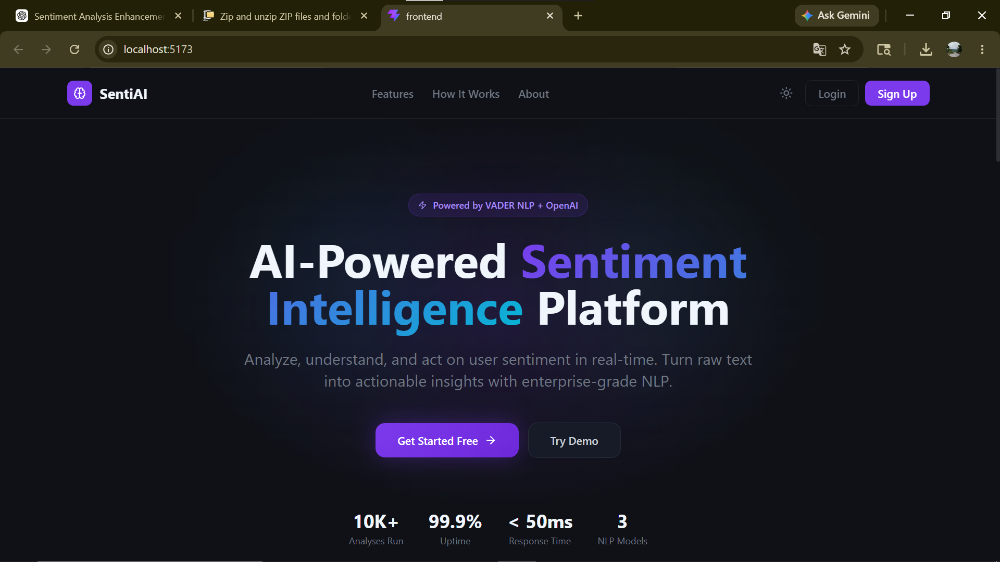 Sentiment Analysis Enhancemen
Zip and unzip ZIP files and folde
frontend
Ask Gemini
localhost:5173
SentiAI
Features
How It Works
About
Login
Sign Up
Powered by VADER NLP + OpenAI
AI-Powered Sentiment
Intelligence Platform
Analyze, understand, and act on user sentiment in real-time. Turn raw text
into actionable insights with enterprise-grade NLP.
Get Started Free →
Try Demo
10K+
Analyses Run
99.9%
Uptime
< 50ms
Response Time
3
NLP Models